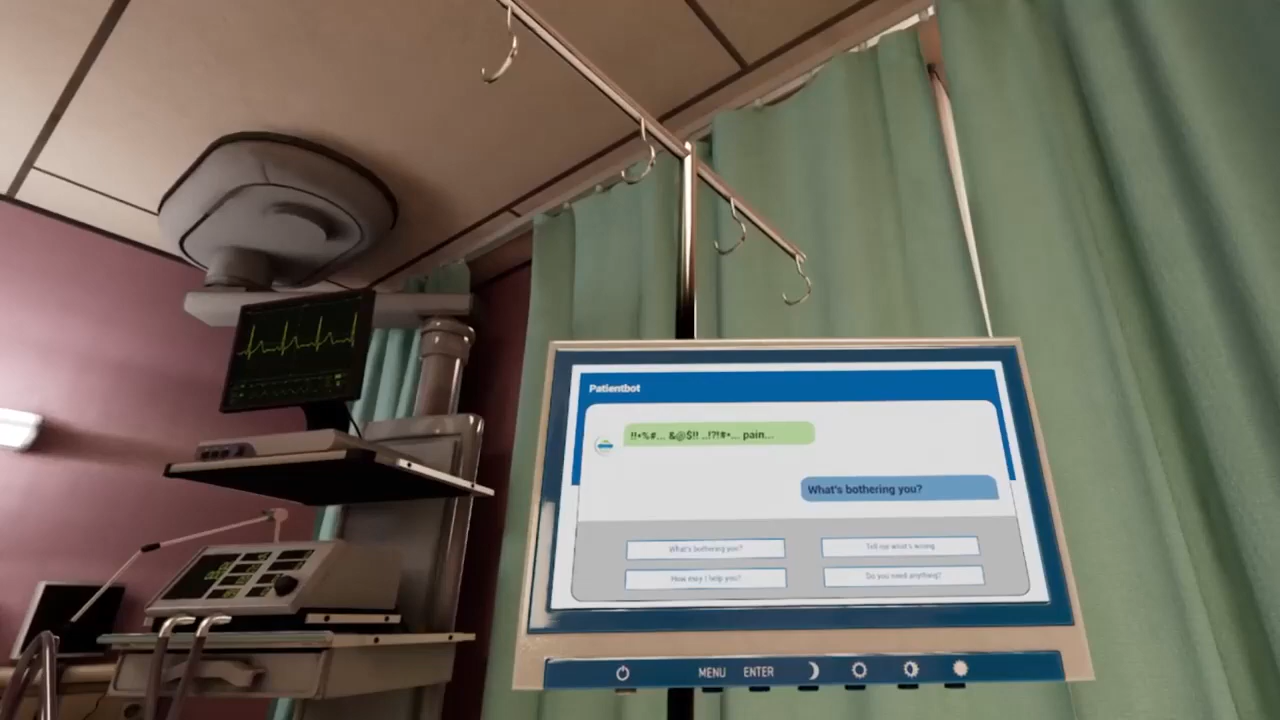 Patientbot
!!•%#... &@$!! ..!?!#•... pain...
What's bothering you?
What's bothering you?
Tell me what's wrong
How may I help you?
Do you need anything?
MENU ENTER